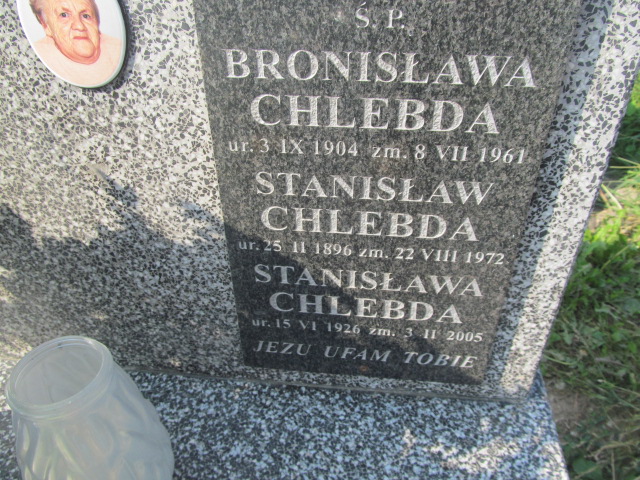 Ś. P.
BRONISŁAWA
CHLEBDA
ur. 3 IX 1904 zm. 8 VII 1961
STANISŁAW
CHLEBDA
ur. 25 II 1896 zm. 22 VIII 1972
STANISŁAWA
CHLEBDA
ur. 15 VI 1926 zm. 3 II 2005
JEZU UFAM TOBIE